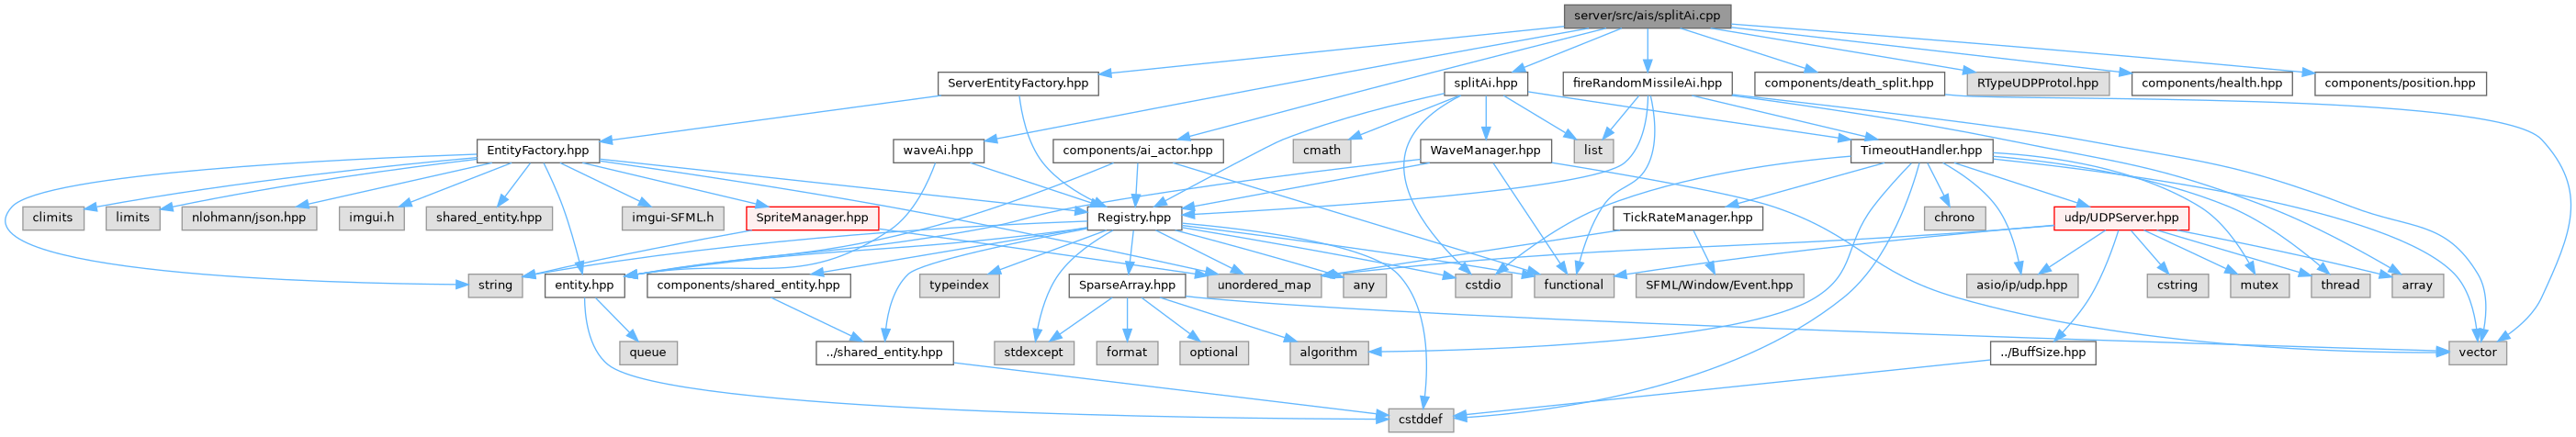 server/src/ais/splitAi.cpp
ServerEntityFactory.hpp
splitAi.hpp
fireRandomMissileAi.hpp
components/death_split.hpp
RTypeUDPProtol.hpp
components/health.hpp
components/position.hpp
EntityFactory.hpp
waveAi.hpp
components/ai_actor.hpp
cmath
WaveManager.hpp
list
TimeoutHandler.hpp
climits
limits
nlohmann/json.hpp
imgui.h
shared_entity.hpp
imgui-SFML.h
SpriteManager.hpp
Registry.hpp
TickRateManager.hpp
chrono
udp/UDPServer.hpp
string
entity.hpp
components/shared_entity.hpp
typeindex
SparseArray.hpp
unordered_map
any
cstdio
functional
SFML/Window/Event.hpp
asio/ip/udp.hpp
cstring
mutex
thread
array
queue
../shared_entity.hpp
stdexcept
format
optional
algorithm
../BuffSize.hpp
vector
cstddef